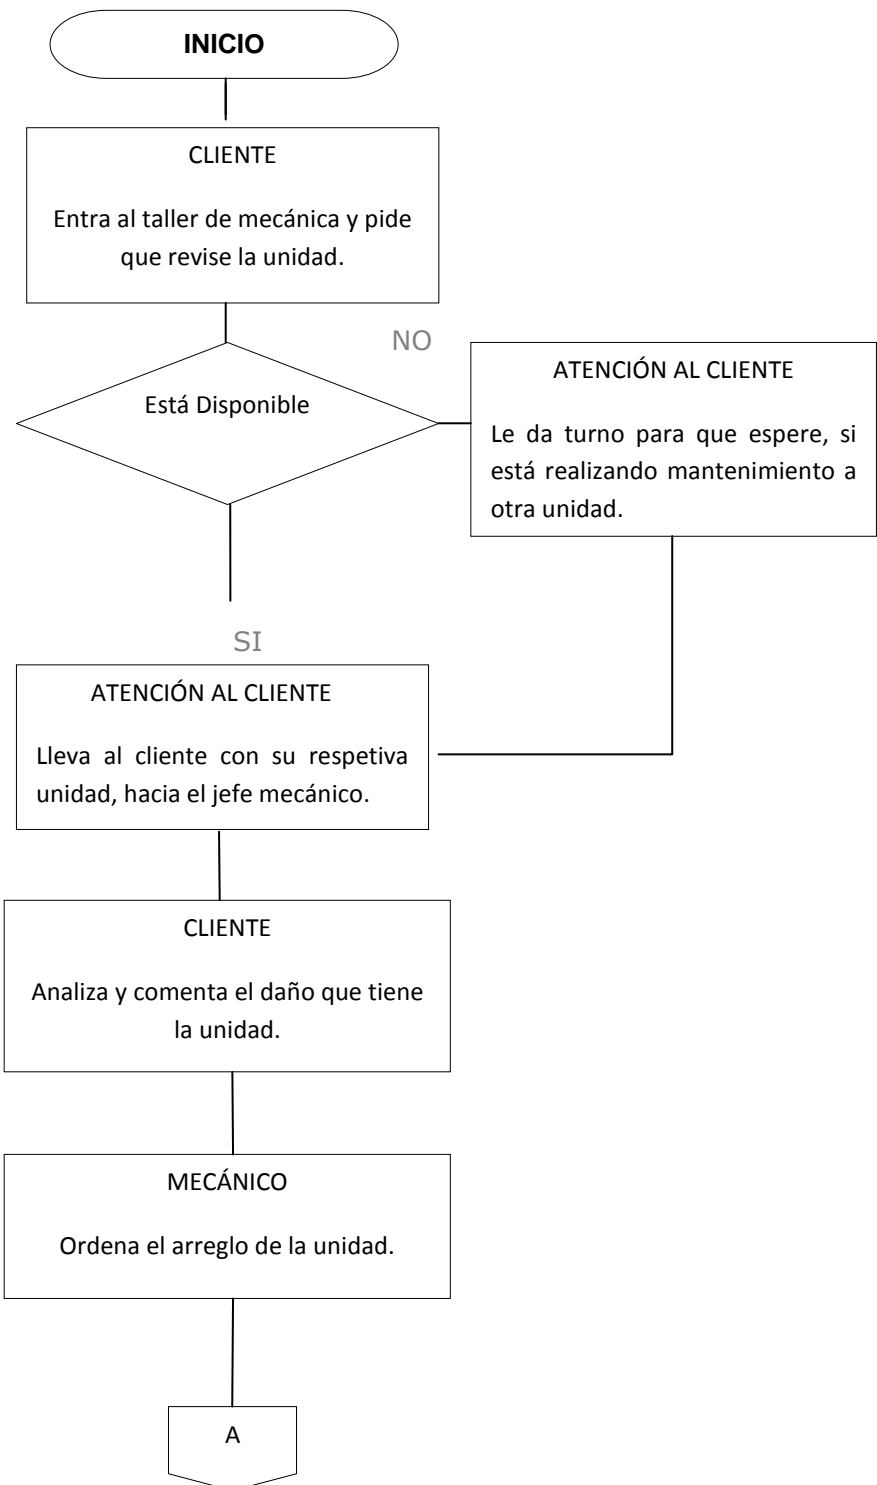 INICIO
CLIENTE
Entra al taller de mecánica y pide
que revise la unidad.
NO
Está Disponible
ATENCIÓN AL CLIENTE
Le da turno para que espere, si
está realizando mantenimiento a
otra unidad.
SI
ATENCIÓN AL CLIENTE
Lleva al cliente con su respetiva
unidad, hacia el jefe mecánico.
CLIENTE
Analiza y comenta el daño que tiene
la unidad.
MECÁNICO
Ordena el arreglo de la unidad.
A